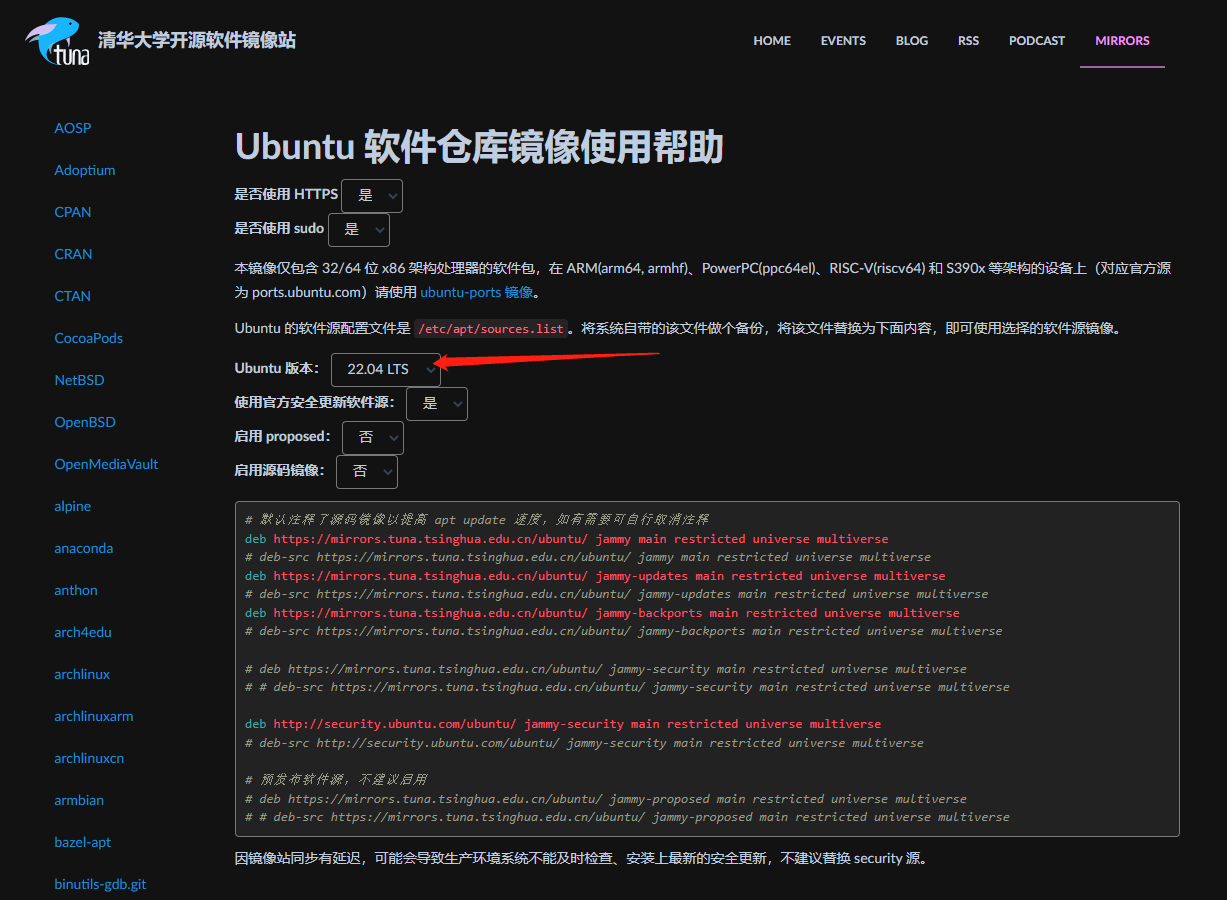 tuna 清华大学开源软件镜像站
HOME EVENTS BLOG RSS PODCAST MIRRORS
AOSP
Adoptium
CPAN
CRAN
CTAN
CocoaPods
NetBSD
OpenBSD
OpenMediaVault
alpine
anaconda
anthon
arch4edu
archlinux
archlinuxarm
archlinuxcn
armbian
bazel-apt
binutils-gdb.git
Ubuntu 软件仓库镜像使用帮助
是否使用 HTTPS 是
是否使用 sudo 是
本镜像仅包含 32/64 位 x86 架构处理器的软件包，在 ARM(arm64, armhf)、PowerPC(ppc64el)、RISC-V(riscv64) 和 S390x 等架构的设备上（对应官方源
为 ports.ubuntu.com）请使用 ubuntu-ports 镜像。
Ubuntu 的软件源配置文件是 /etc/apt/sources.list。将系统自带的该文件做个备份，将该文件替换为下面内容，即可使用选择的软件源镜像。
Ubuntu 版本： 22.04 LTS
使用官方安全更新软件源： 是
启用 proposed： 否
启用源码镜像： 否
# 默认注释了源码镜像以提高 apt update 速度，如有需要可自行取消注释
deb https://mirrors.tuna.tsinghua.edu.cn/ubuntu/ jammy main restricted universe multiverse
# deb-src https://mirrors.tuna.tsinghua.edu.cn/ubuntu/ jammy main restricted universe multiverse
deb https://mirrors.tuna.tsinghua.edu.cn/ubuntu/ jammy-updates main restricted universe multiverse
# deb-src https://mirrors.tuna.tsinghua.edu.cn/ubuntu/ jammy-updates main restricted universe multiverse
deb https://mirrors.tuna.tsinghua.edu.cn/ubuntu/ jammy-backports main restricted universe multiverse
# deb-src https://mirrors.tuna.tsinghua.edu.cn/ubuntu/ jammy-backports main restricted universe multiverse
# deb https://mirrors.tuna.tsinghua.edu.cn/ubuntu/ jammy-security main restricted universe multiverse
# # deb-src https://mirrors.tuna.tsinghua.edu.cn/ubuntu/ jammy-security main restricted universe multiverse
deb http://security.ubuntu.com/ubuntu/ jammy-security main restricted universe multiverse
# deb-src http://security.ubuntu.com/ubuntu/ jammy-security main restricted universe multiverse
# 预发布软件源，不建议启用
# deb https://mirrors.tuna.tsinghua.edu.cn/ubuntu/ jammy-proposed main restricted universe multiverse
# # deb-src https://mirrors.tuna.tsinghua.edu.cn/ubuntu/ jammy-proposed main restricted universe multiverse
因镜像站同步有延迟，可能会导致生产环境系统不能及时检查、安装上最新的安全更新，不建议替换 security 源。